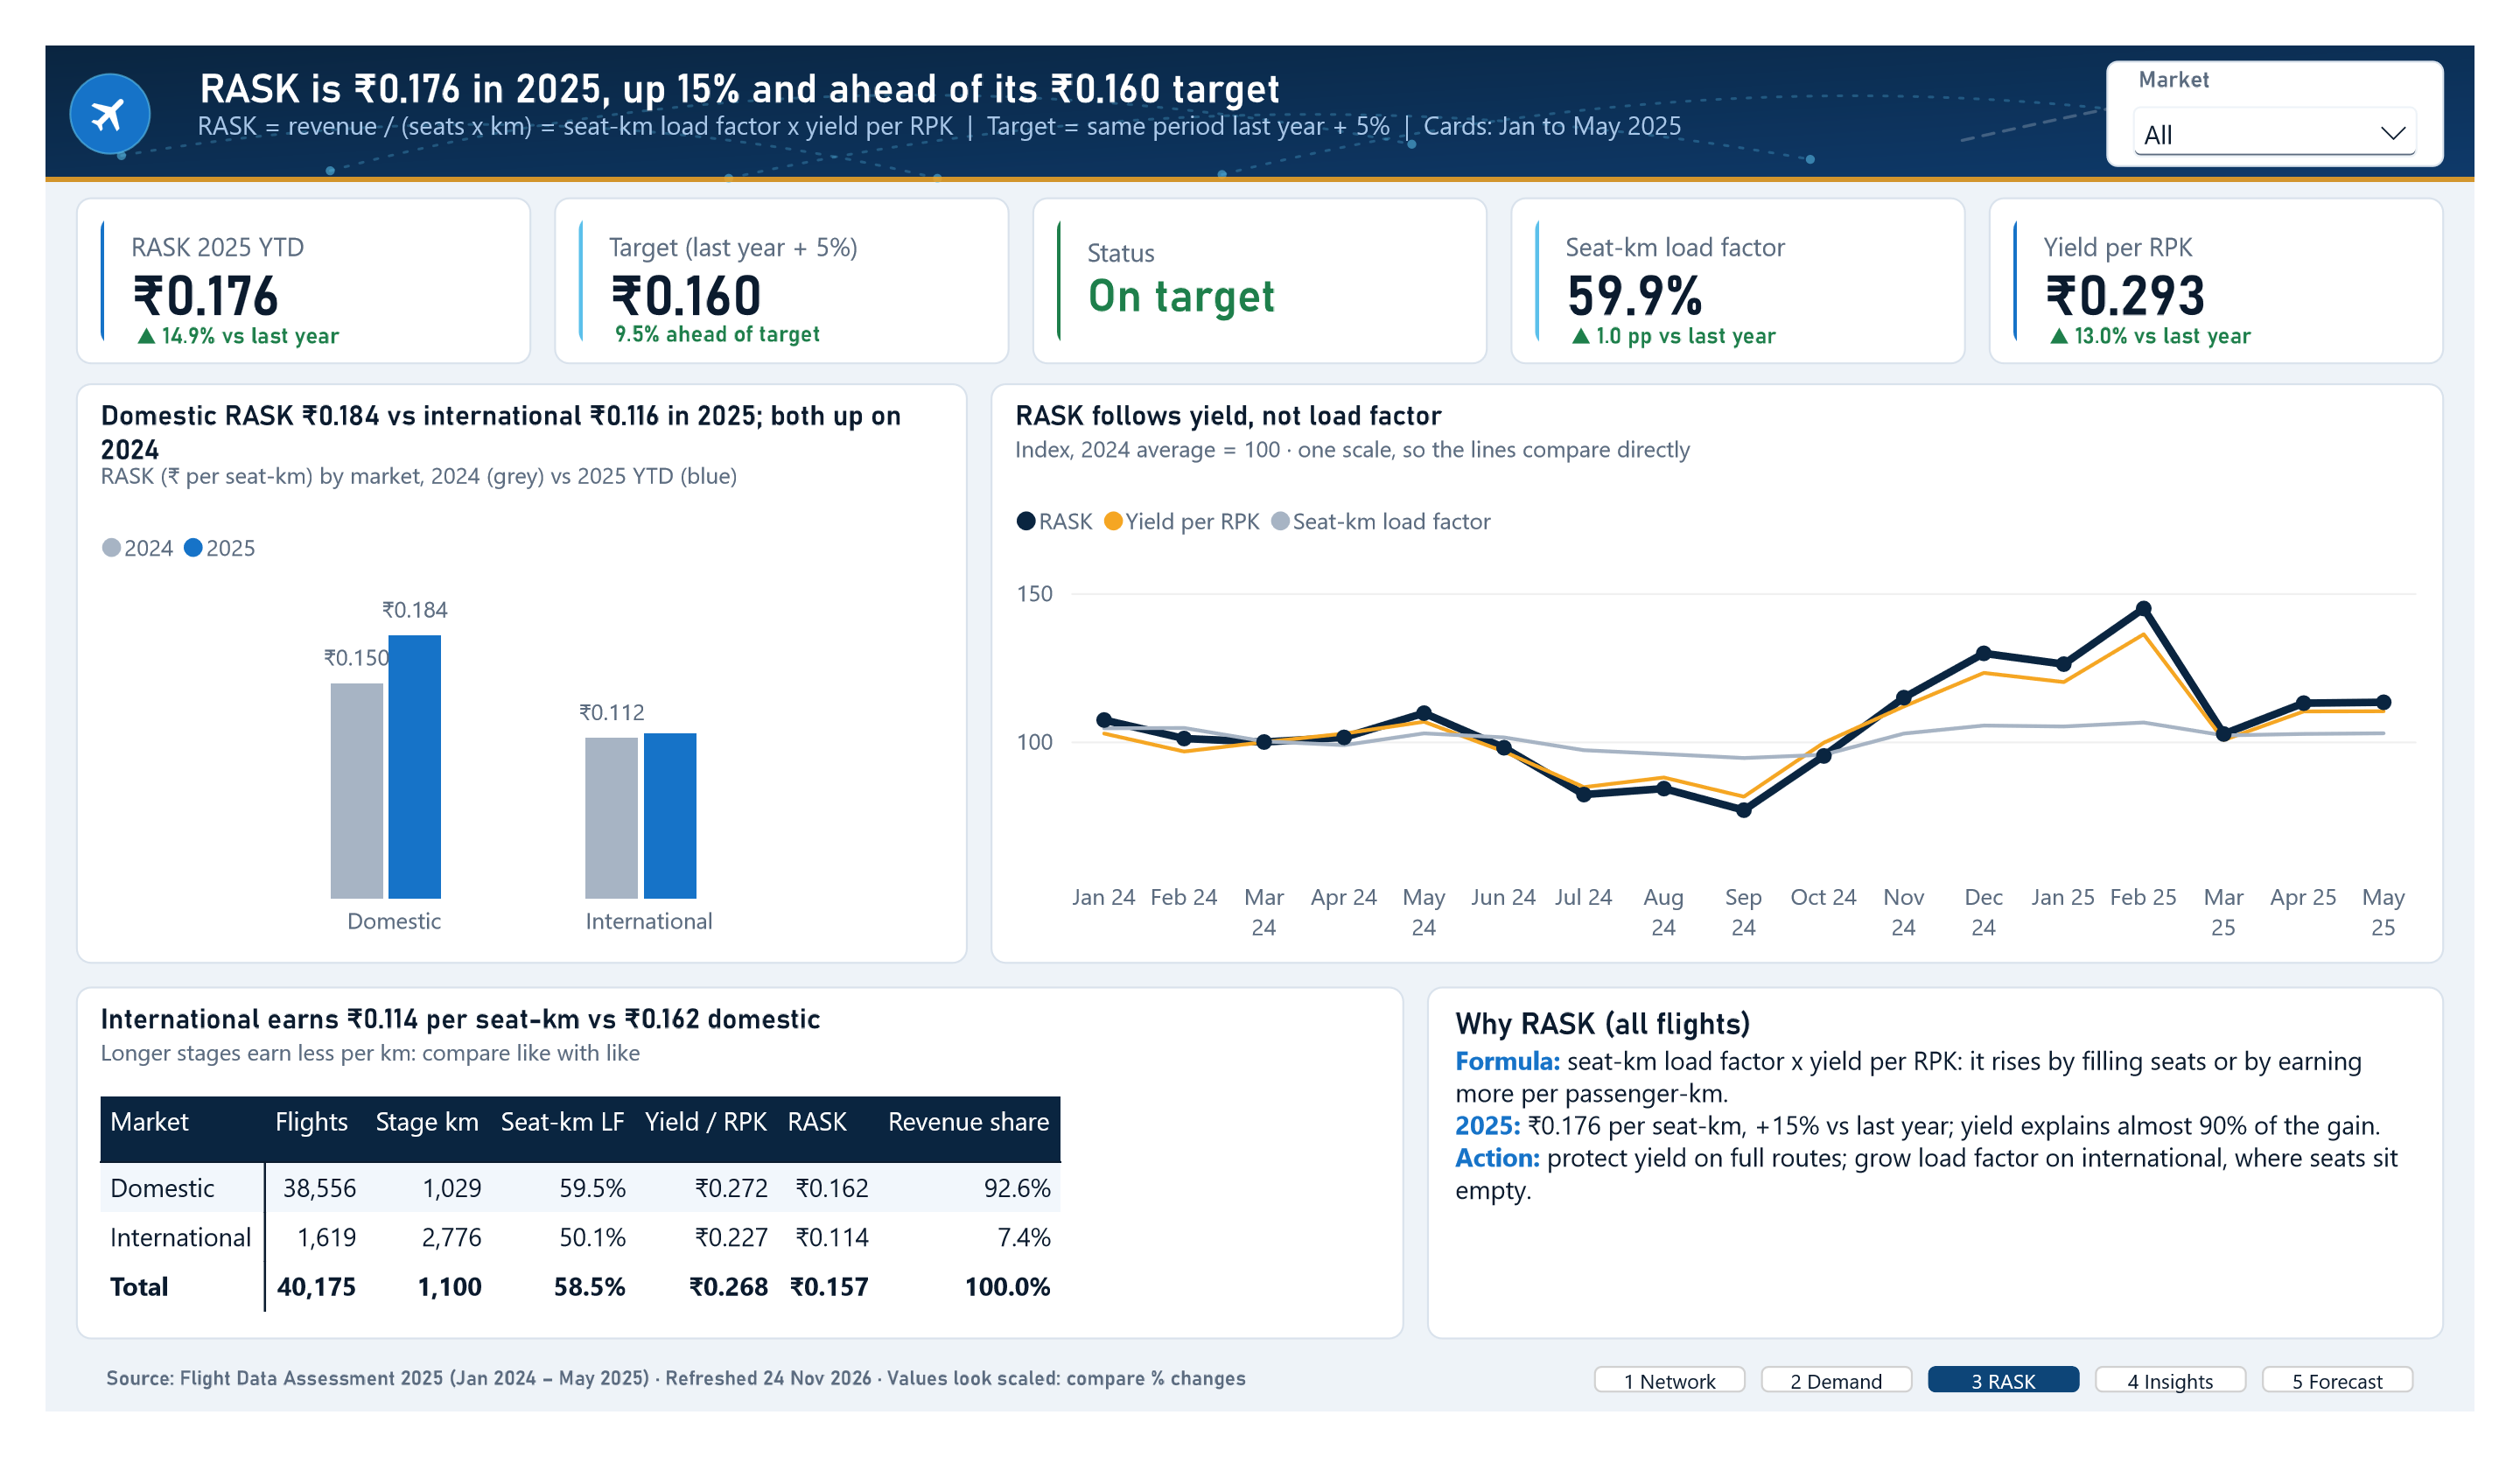 RASK is ₹0.176 in 2025, up 15% and ahead of its ₹0.160 target
RASK = revenue / (seats x km) = seat-km load factor x yield per RPK | Target = same period last year + 5% | Cards: Jan to May 2025
Market
All
RASK 2025 YTD
₹0.176
▲ 14.9% vs last year
Target (last year + 5%)
₹0.160
9.5% ahead of target
Status
On target
Seat-km load factor
59.9%
▲ 1.0 pp vs last year
Yield per RPK
₹0.293
▲ 13.0% vs last year
Domestic RASK ₹0.184 vs international ₹0.116 in 2025; both up on
2024
RASK (₹ per seat-km) by market, 2024 (grey) vs 2025 YTD (blue)
2024 2025
₹0.184
₹0.150
₹0.112
Domestic International
RASK follows yield, not load factor
Index, 2024 average = 100 · one scale, so the lines compare directly
RASK Yield per RPK Seat-km load factor
150
100
Jan 24 Feb 24 Mar 24 Apr 24 May 24 Jun 24 Jul 24 Aug 24 Sep 24 Oct 24 Nov 24 Dec 24 Jan 25 Feb 25 Mar 25 Apr 25 May 25
International earns ₹0.114 per seat-km vs ₹0.162 domestic
Longer stages earn less per km: compare like with like
Market Flights Stage km Seat-km LF Yield / RPK RASK Revenue share
Domestic 38,556 1,029 59.5% ₹0.272 ₹0.162 92.6%
International 1,619 2,776 50.1% ₹0.227 ₹0.114 7.4%
Total 40,175 1,100 58.5% ₹0.268 ₹0.157 100.0%
Why RASK (all flights)
Formula: seat-km load factor x yield per RPK: it rises by filling seats or by earning
more per passenger-km.
2025: ₹0.176 per seat-km, +15% vs last year; yield explains almost 90% of the gain.
Action: protect yield on full routes; grow load factor on international, where seats sit
empty.
Source: Flight Data Assessment 2025 (Jan 2024 – May 2025) · Refreshed 24 Nov 2026 · Values look scaled: compare % changes
1 Network 2 Demand 3 RASK 4 Insights 5 Forecast